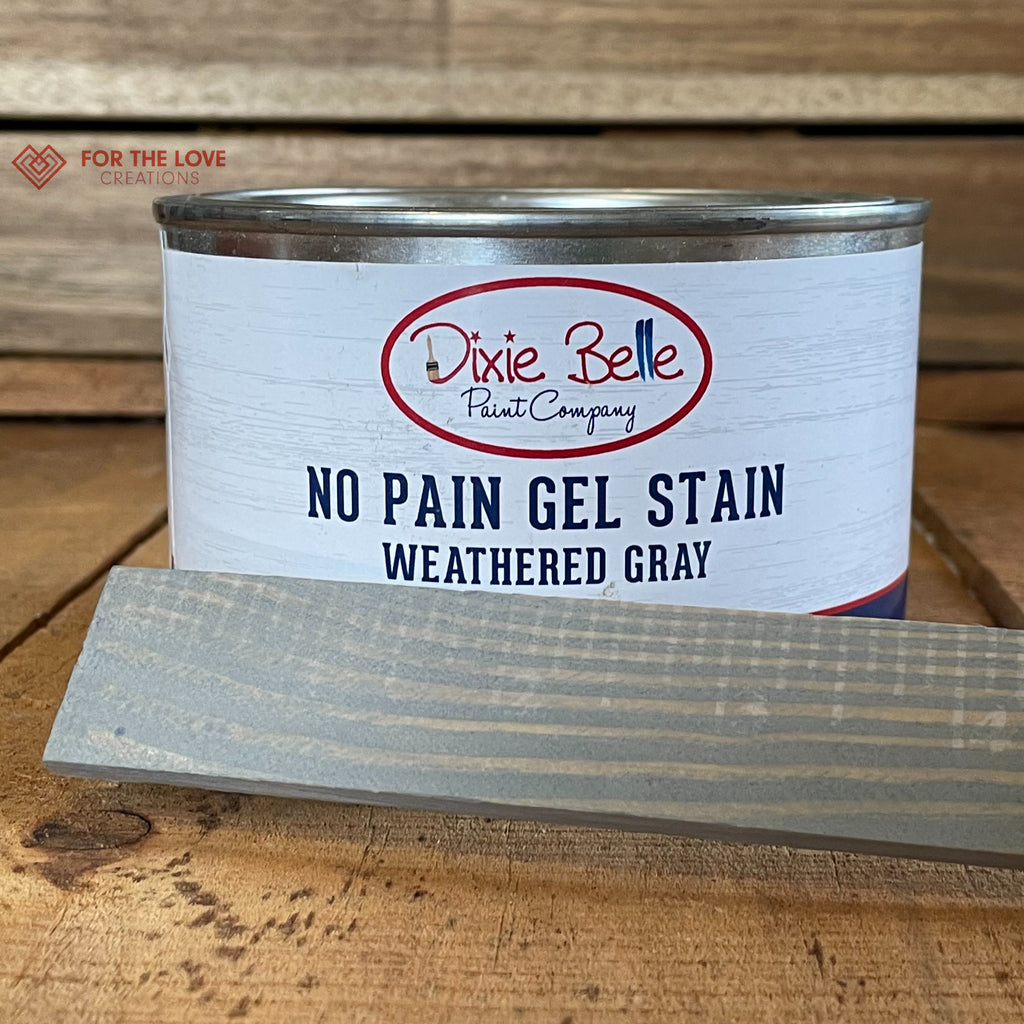 FOR THE LOVE
CREATIONS
Dixie Belle
Paint Company
NO PAIN GEL STAIN
WEATHERED GRAY